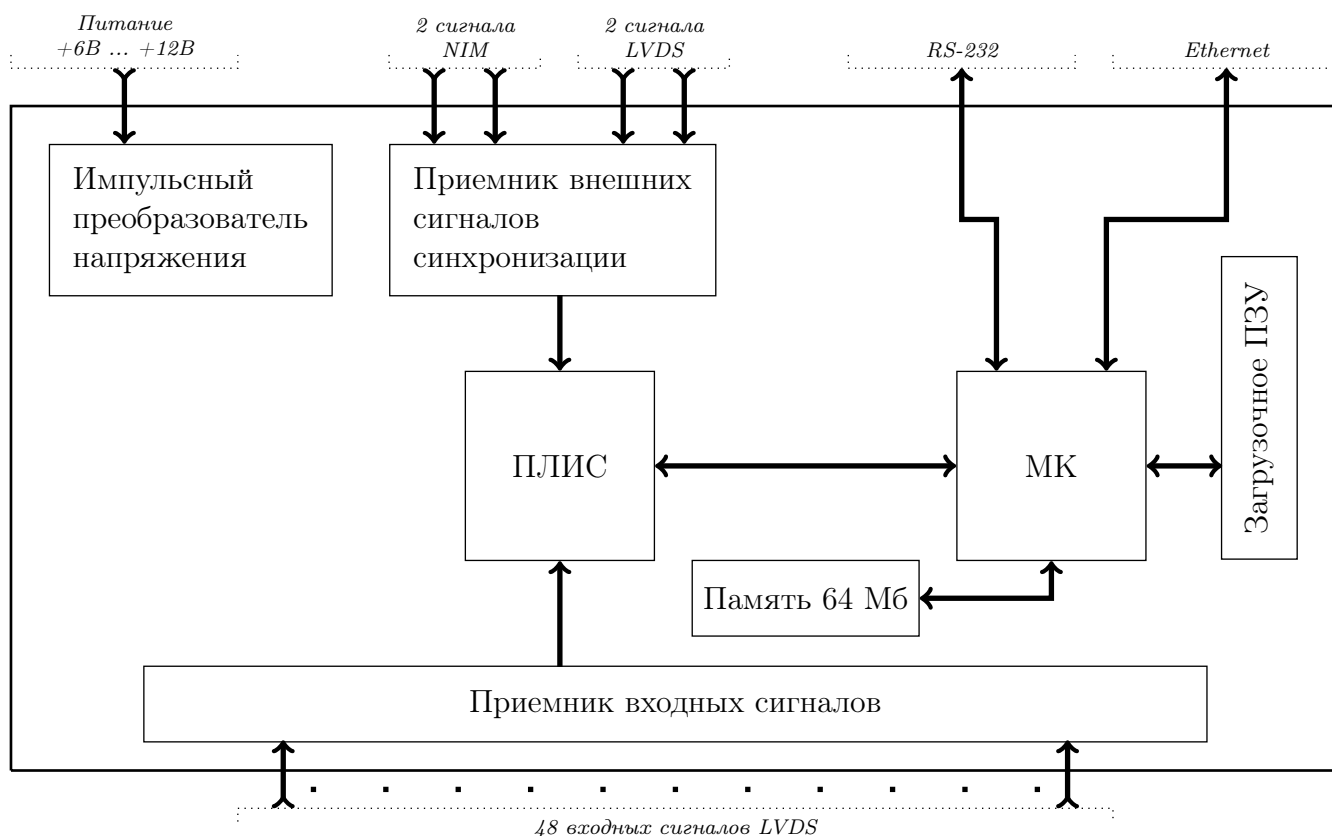 Питание
+6В ... +12В
2 сигнала
NIM
2 сигнала
LVDS
RS-232
Ethernet
Импульсный
преобразователь
напряжения
Приемник внешних
сигналов
синхронизации
ПЛИС
МК
Загрузочное ПЗУ
Память 64 Мб
Приемник входных сигналов
48 входных сигналов LVDS